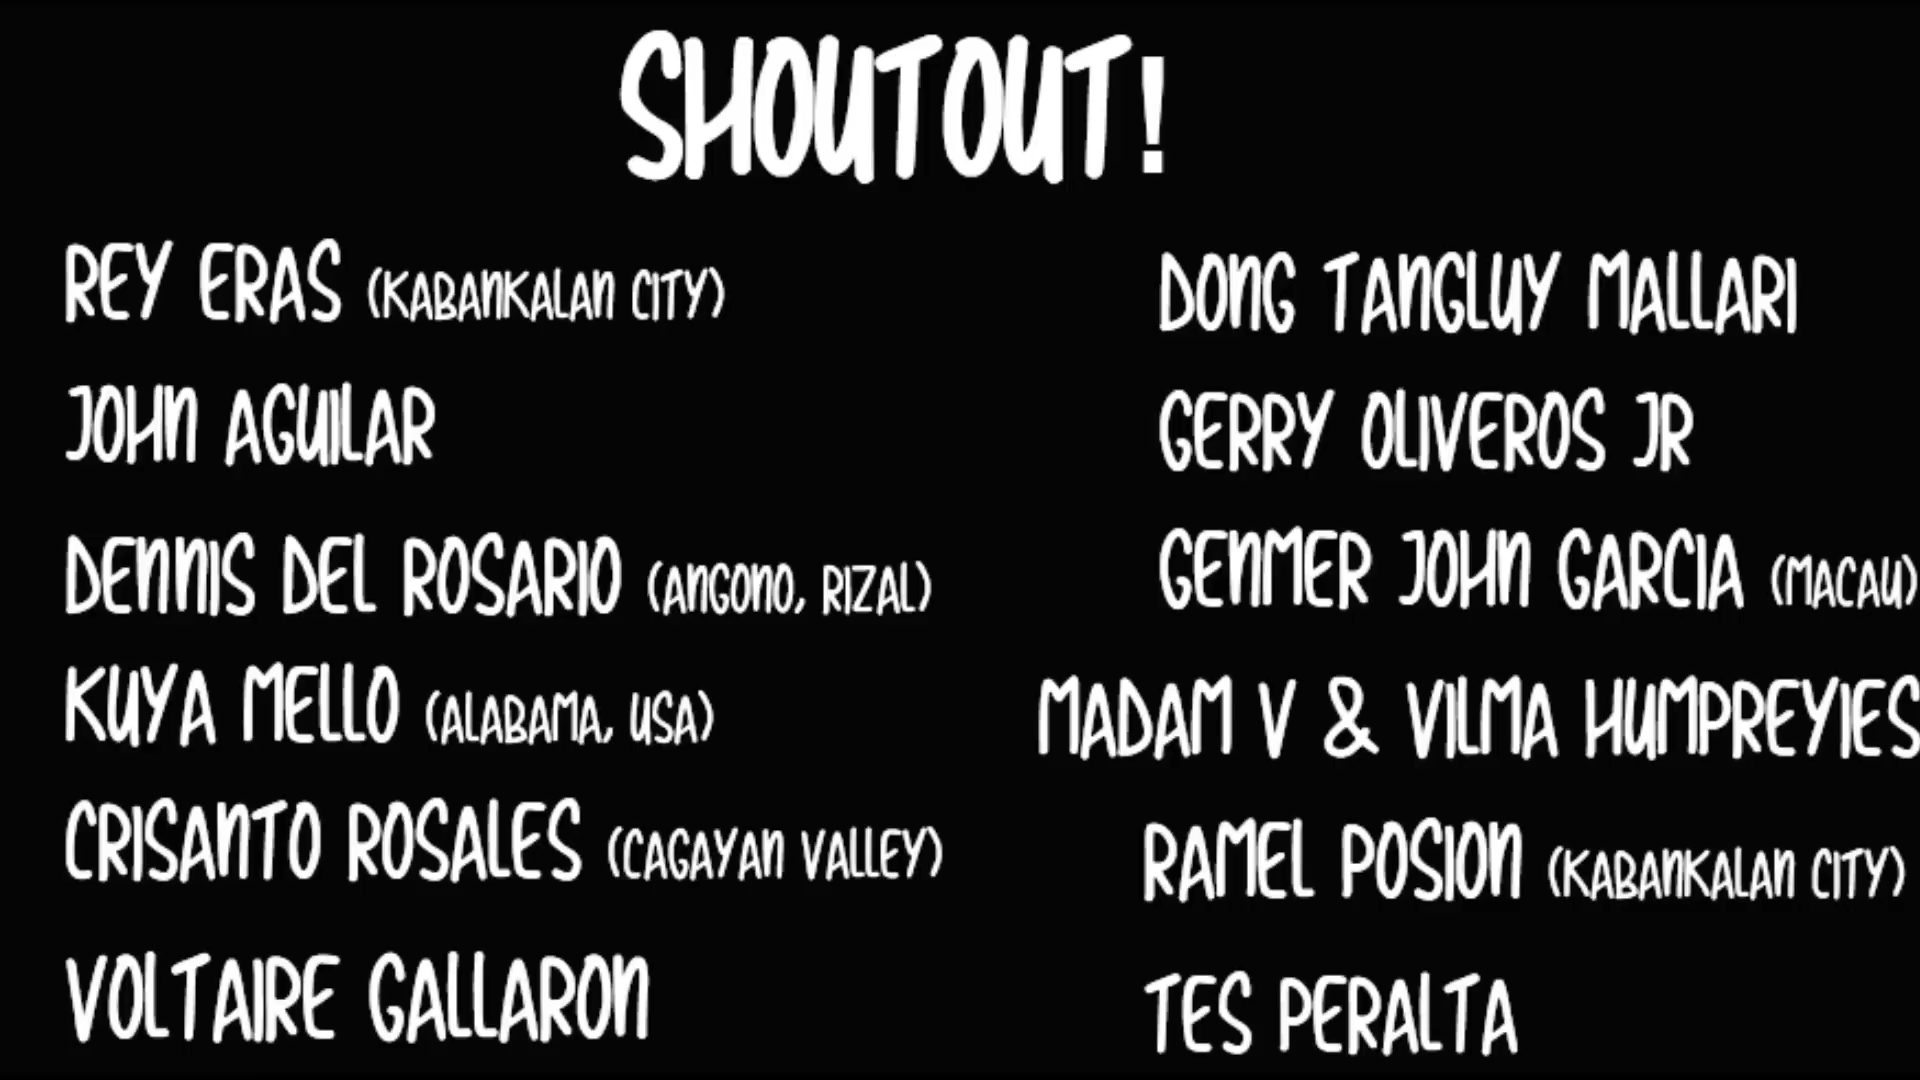 SHOUTOUT!
REY ERAS (KABANKALAN CITY)
JOHN AGUILAR
DENNIS DEL ROSARIO (ANGONO, RIZAL)
KUYA MELLO (ALABAMA, USA)
CRISANTO ROSALES (CAGAYAN VALLEY)
VOLTAIRE GALLARON
DONG TANGLUY MALLARI
GERRY OLIVEROS JR
GENMER JOHN GARCIA (MACAU)
MADAM V & VILMA HUMPREYIES
RAMEL POSION (KABANKALAN CITY)
TES PERALTA